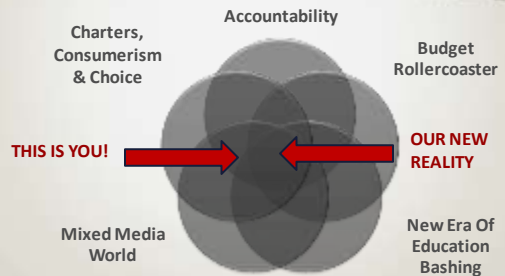 Accountability
Charters,
Consumerism
& Choice
Budget
Rollercoaster
THIS IS YOU!
OUR NEW
REALITY
Mixed Media
World
New Era Of
Education
Bashing